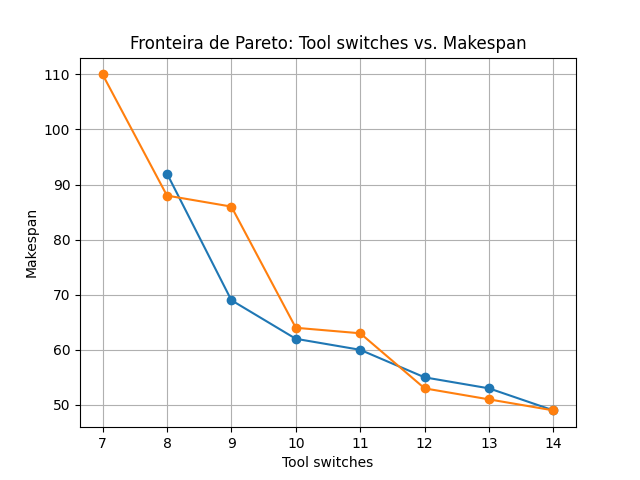 Fronteira de Pareto: Tool switches vs. Makespan
110
100
90
80
70
60
50
Makespan
7 8 9 10 11 12 13 14
Tool switches